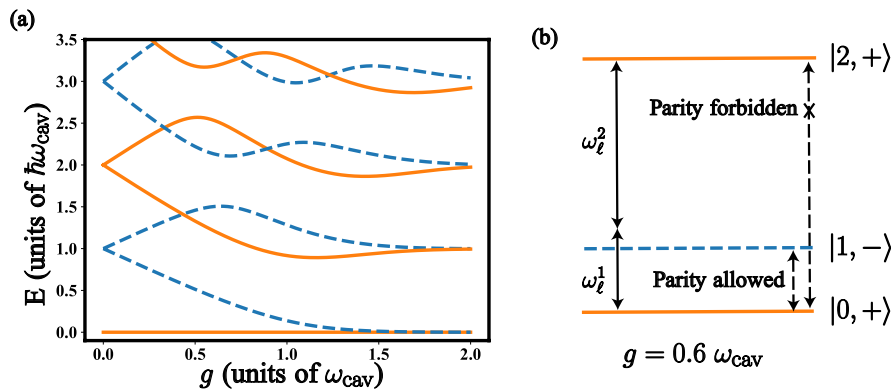 (a)
E (units of ℏω_cav)
3.5
3.0
2.5
2.0
1.5
1.0
0.5
0.0
0.0 0.5 1.0 1.5 2.0
g (units of ω_cav)
(b)
|2, +⟩
Parity forbidden
ω_ℓ^2
|1, −⟩
ω_ℓ^1
Parity allowed
|0, +⟩
g = 0.6 ω_cav